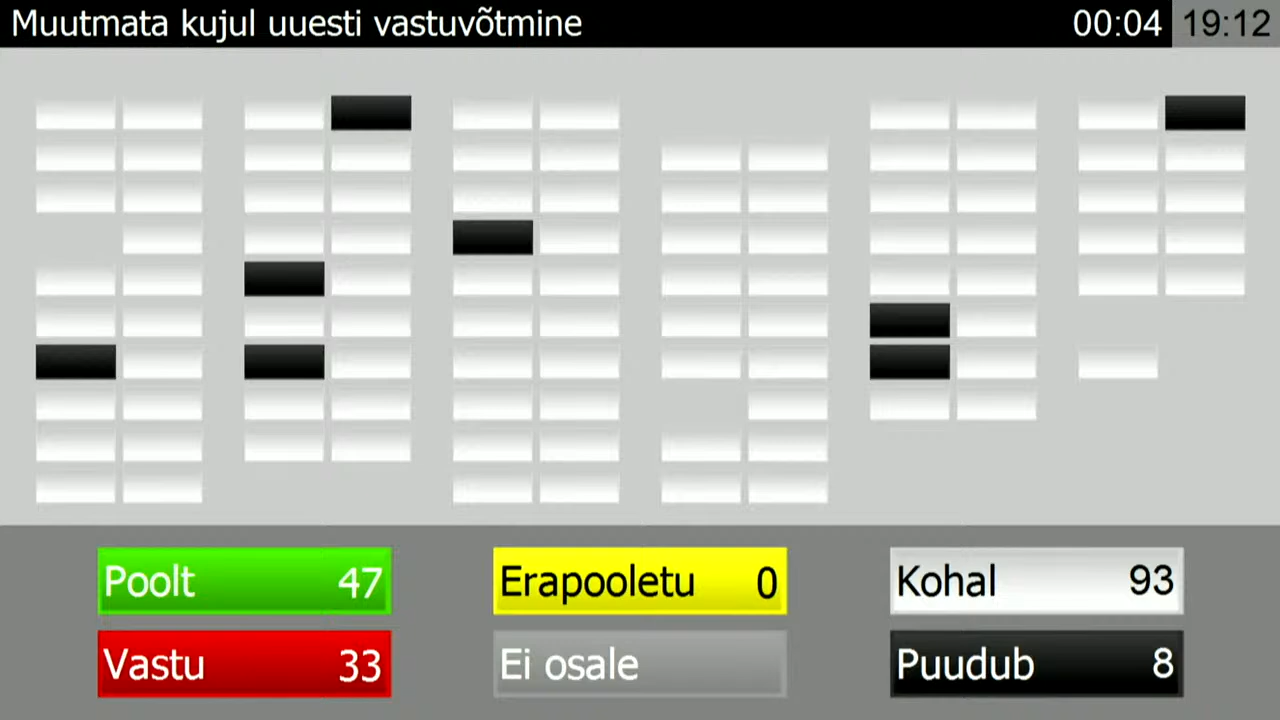 Muutmata kujul uuesti vastuvõtmine 00:04 19:12
Poolt 47 Erapooletu 0 Kohal 93
Vastu 33 Ei osale Puudub 8